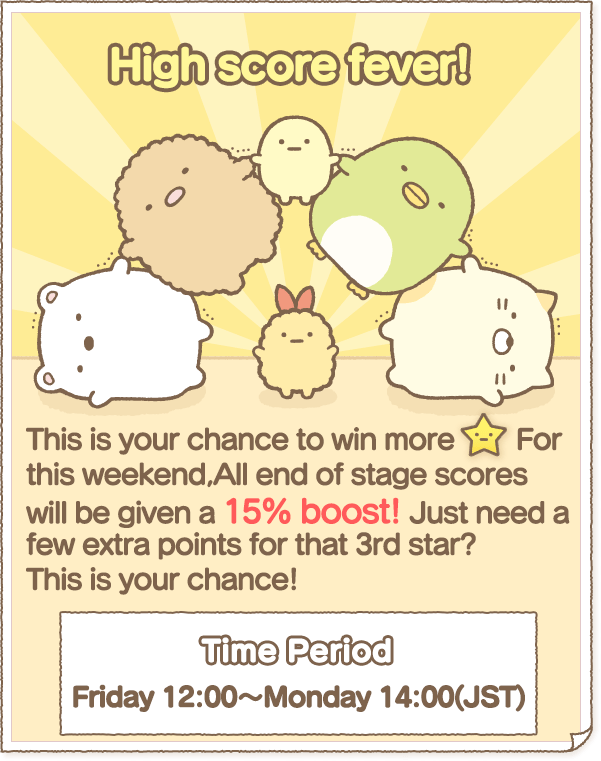 High score fever!
This is your chance to win more For
this weekend,All end of stage scores
will be given a 15% boost! Just need a
few extra points for that 3rd star?
This is your chance!
Time Period
Friday 12:00～Monday 14:00(JST)